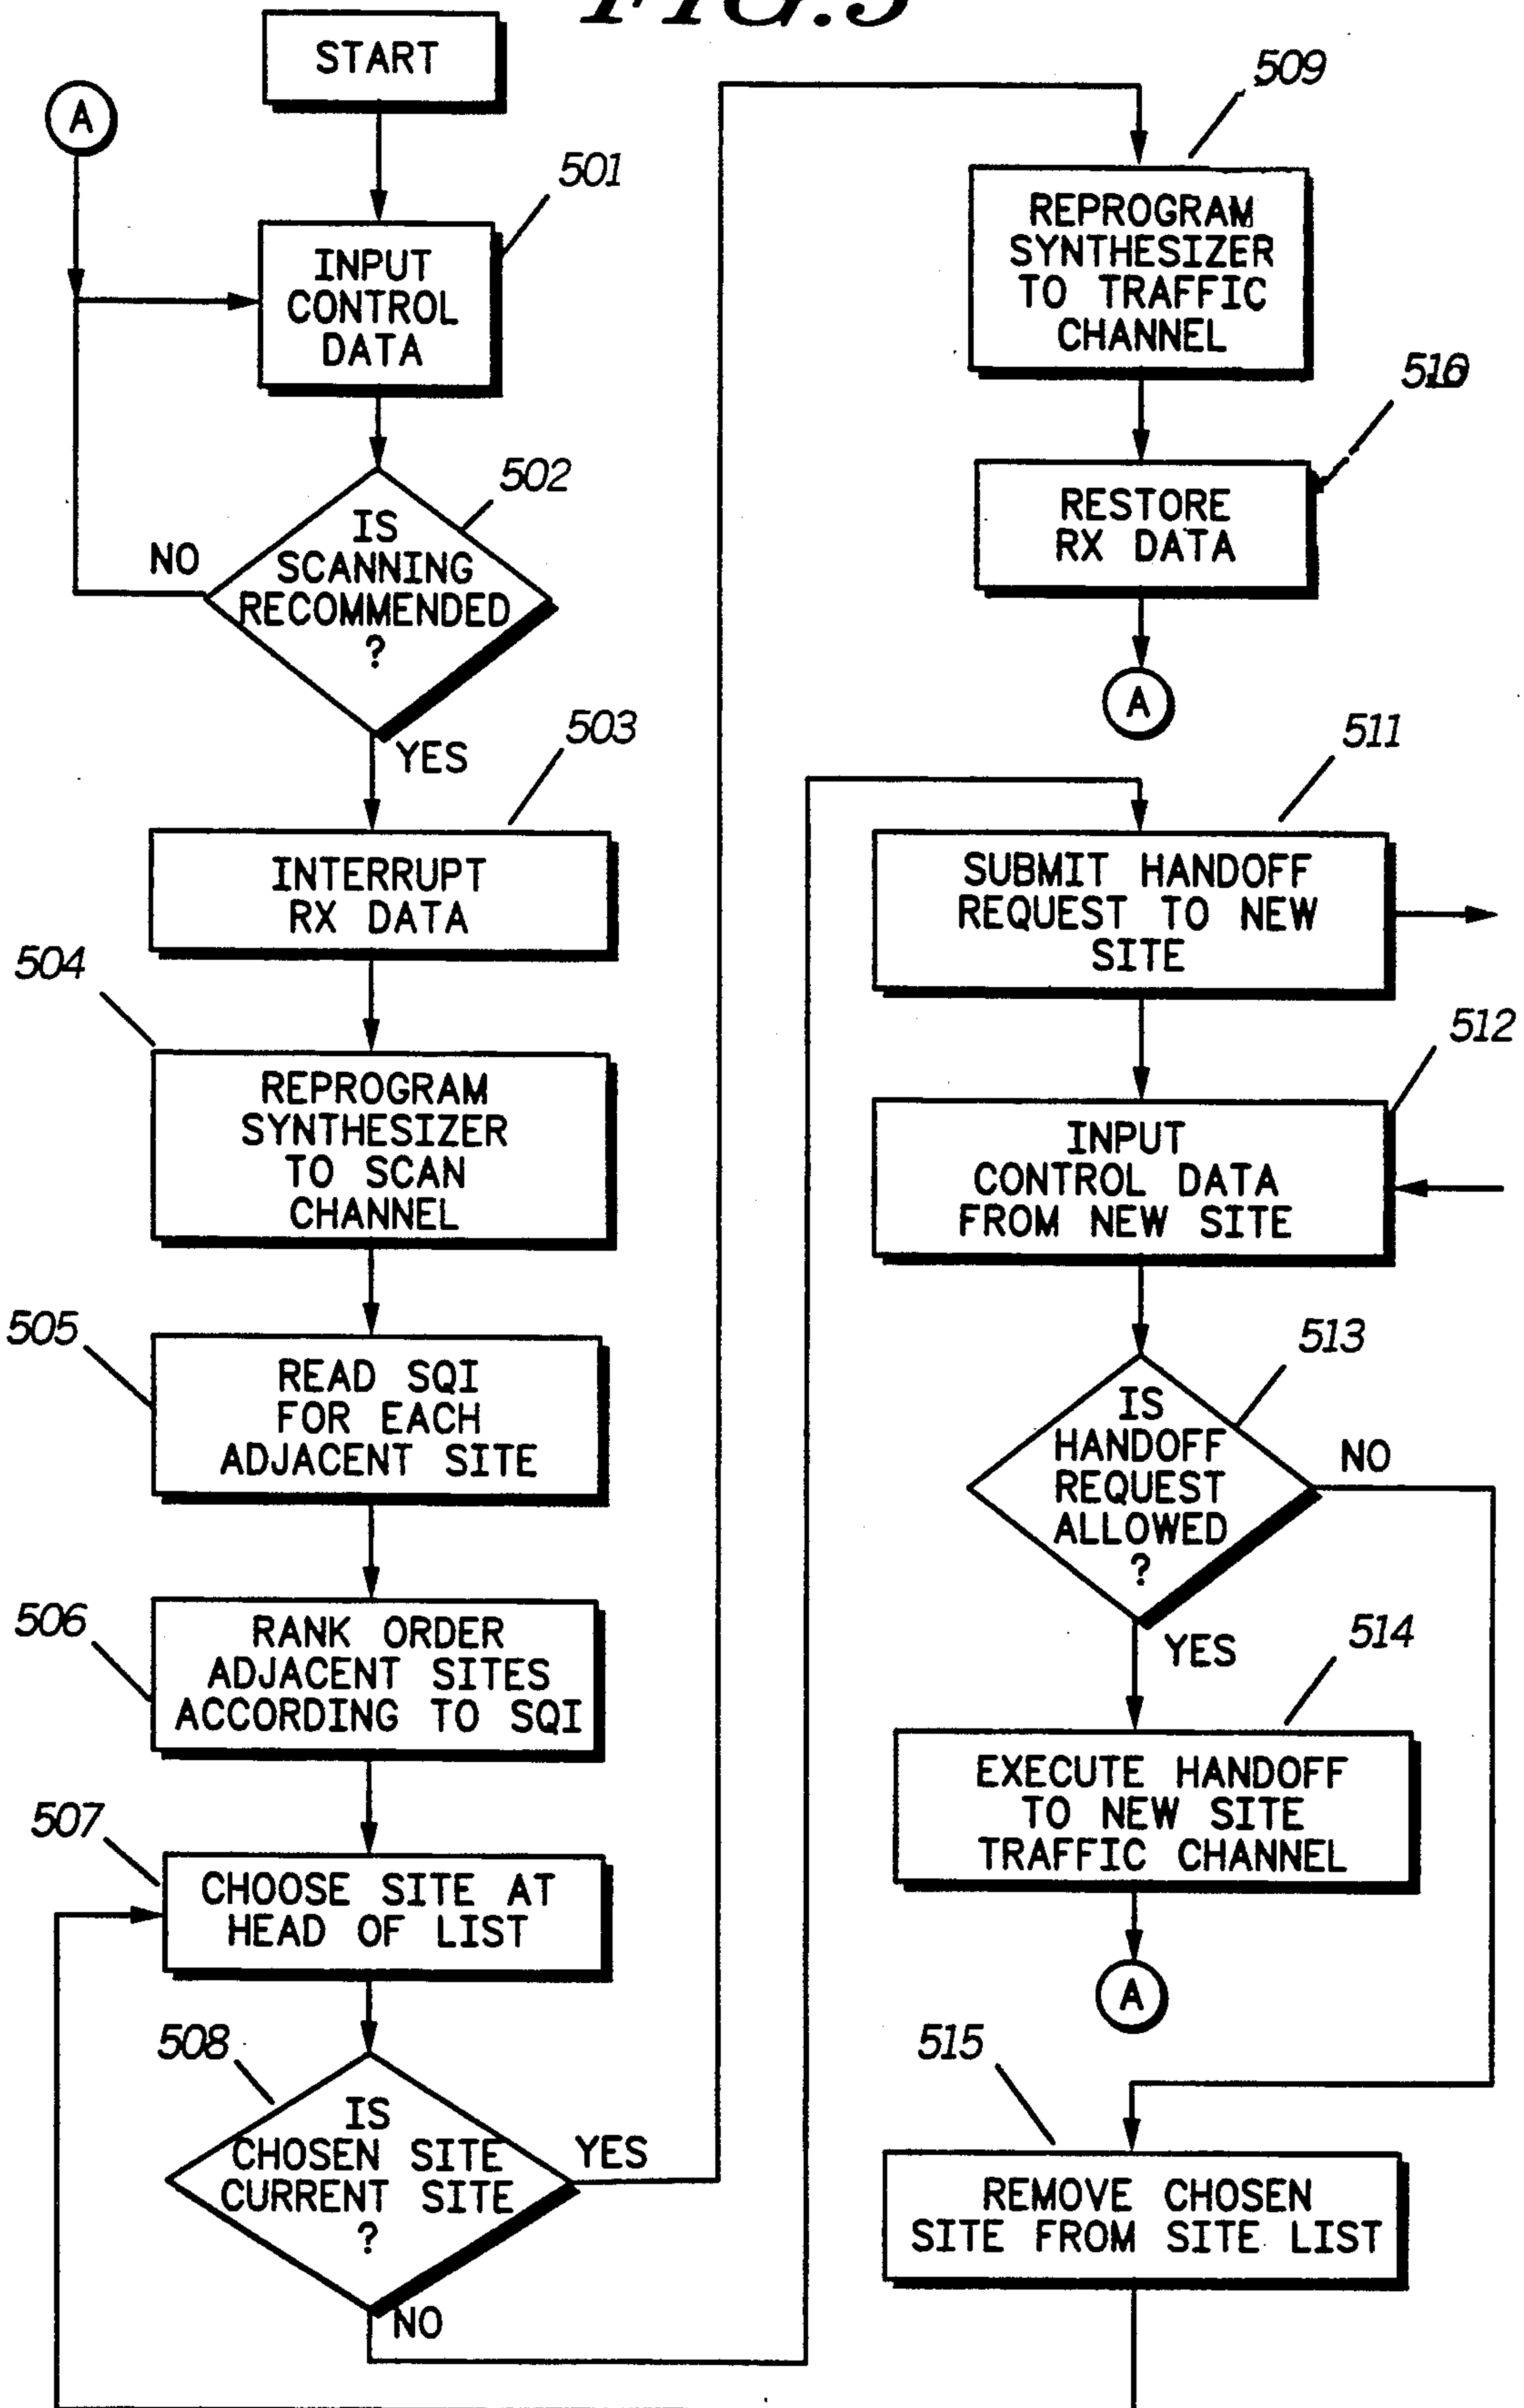 FIG.5
START
A
501
INPUT
CONTROL
DATA
502
IS
SCANNING
RECOMMENDED
?
NO
YES
503
INTERRUPT
RX DATA
504
REPROGRAM
SYNTHESIZER
TO SCAN
CHANNEL
505
READ SQI
FOR EACH
ADJACENT SITE
506
RANK ORDER
ADJACENT SITES
ACCORDING TO SQI
507
CHOOSE SITE AT
HEAD OF LIST
508
IS
CHOSEN SITE
CURRENT SITE
?
YES
NO
509
REPROGRAM
SYNTHESIZER
TO TRAFFIC
CHANNEL
510
RESTORE
RX DATA
A
511
SUBMIT HANDOFF
REQUEST TO NEW
SITE
512
INPUT
CONTROL DATA
FROM NEW SITE
513
IS
HANDOFF
REQUEST
ALLOWED
?
NO
YES
514
EXECUTE HANDOFF
TO NEW SITE
TRAFFIC CHANNEL
A
515
REMOVE CHOSEN
SITE FROM SITE LIST